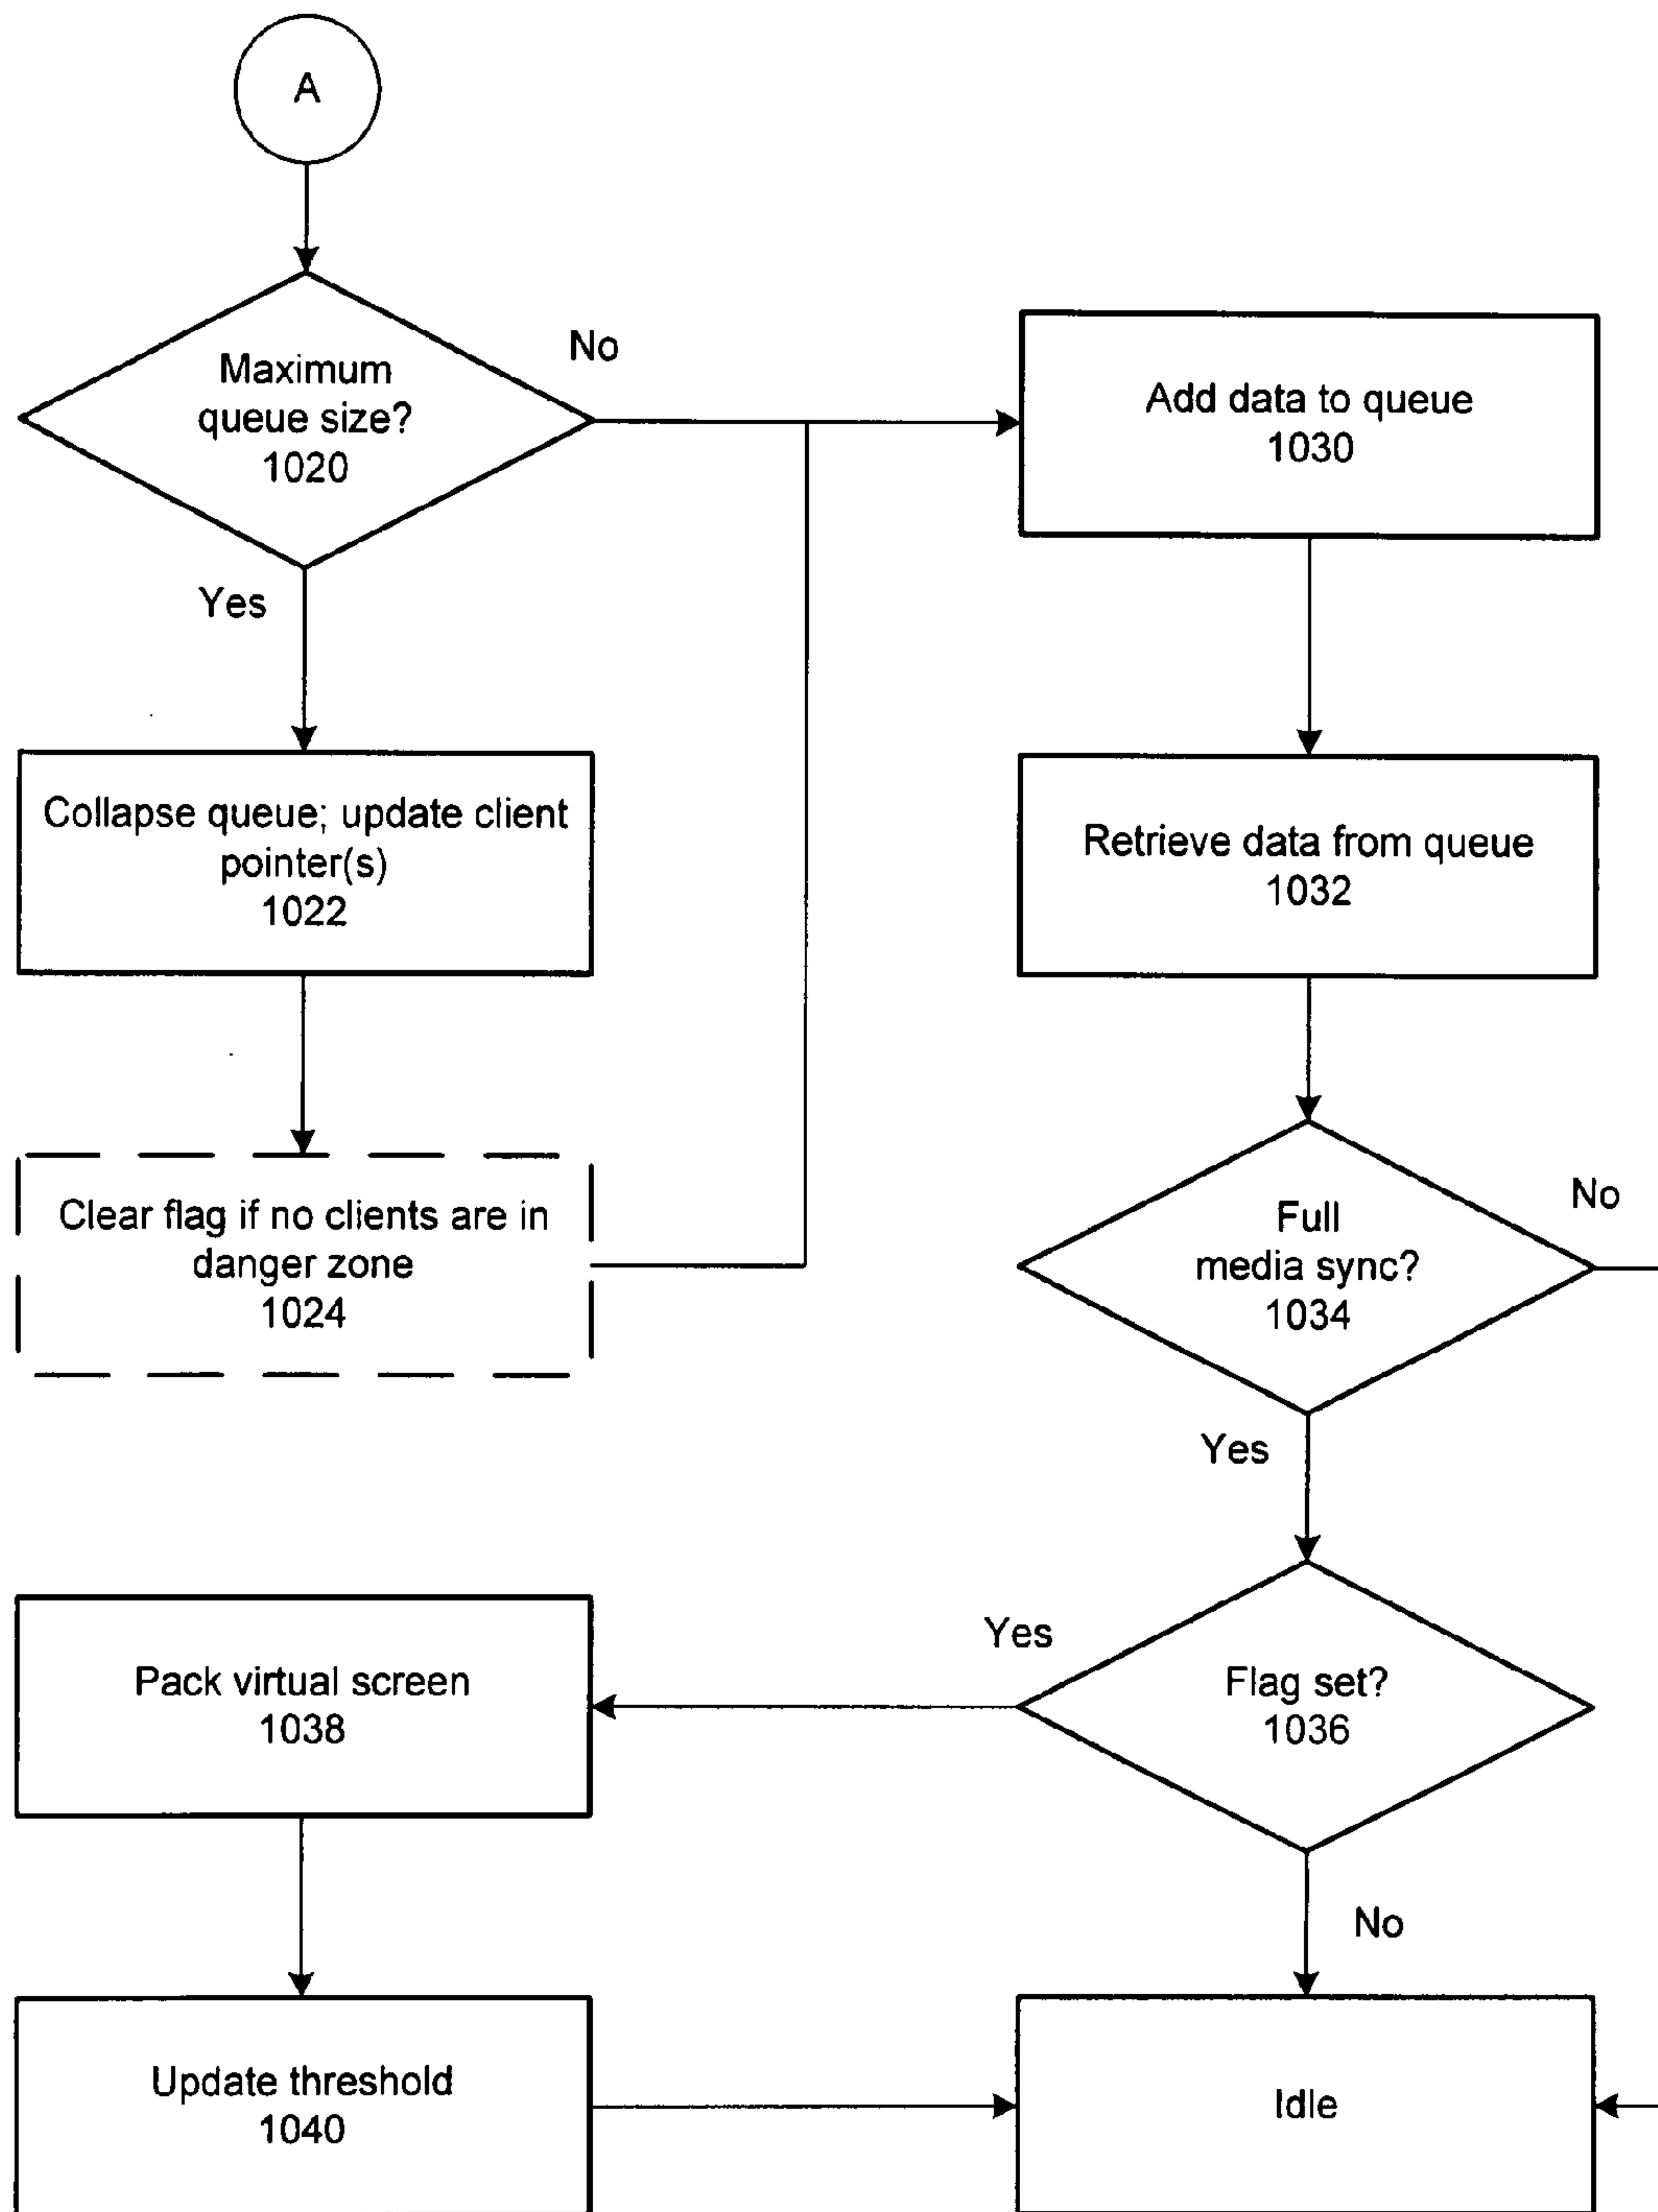 A
Maximum
queue size?
1020
No
Yes
Add data to queue
1030
Collapse queue; update client
pointer(s)
1022
Retrieve data from queue
1032
Clear flag if no clients are in
danger zone
1024
Full
media sync?
1034
No
Yes
Pack virtual screen
1038
Yes
Flag set?
1036
No
Update threshold
1040
Idle